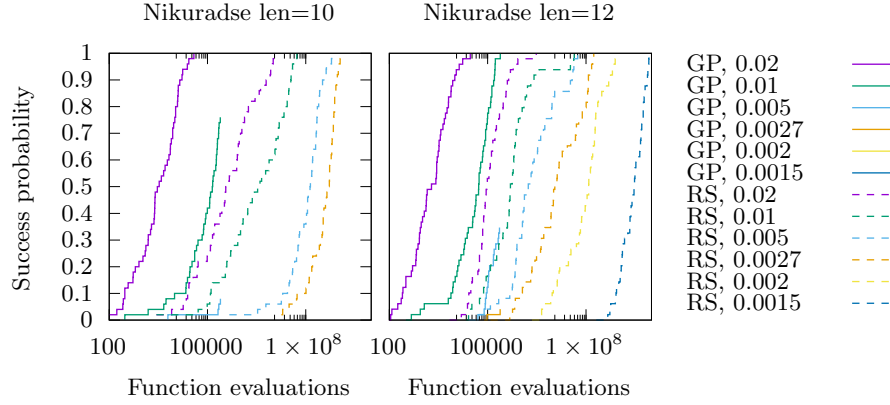 Nikuradse len=10
Nikuradse len=12
Success probability
1
0.9
0.8
0.7
0.6
0.5
0.4
0.3
0.2
0.1
0
100
100000
1 × 10^8
Function evaluations
100
100000
1 × 10^8
Function evaluations
GP, 0.02
GP, 0.01
GP, 0.005
GP, 0.0027
GP, 0.002
GP, 0.0015
RS, 0.02
RS, 0.01
RS, 0.005
RS, 0.0027
RS, 0.002
RS, 0.0015